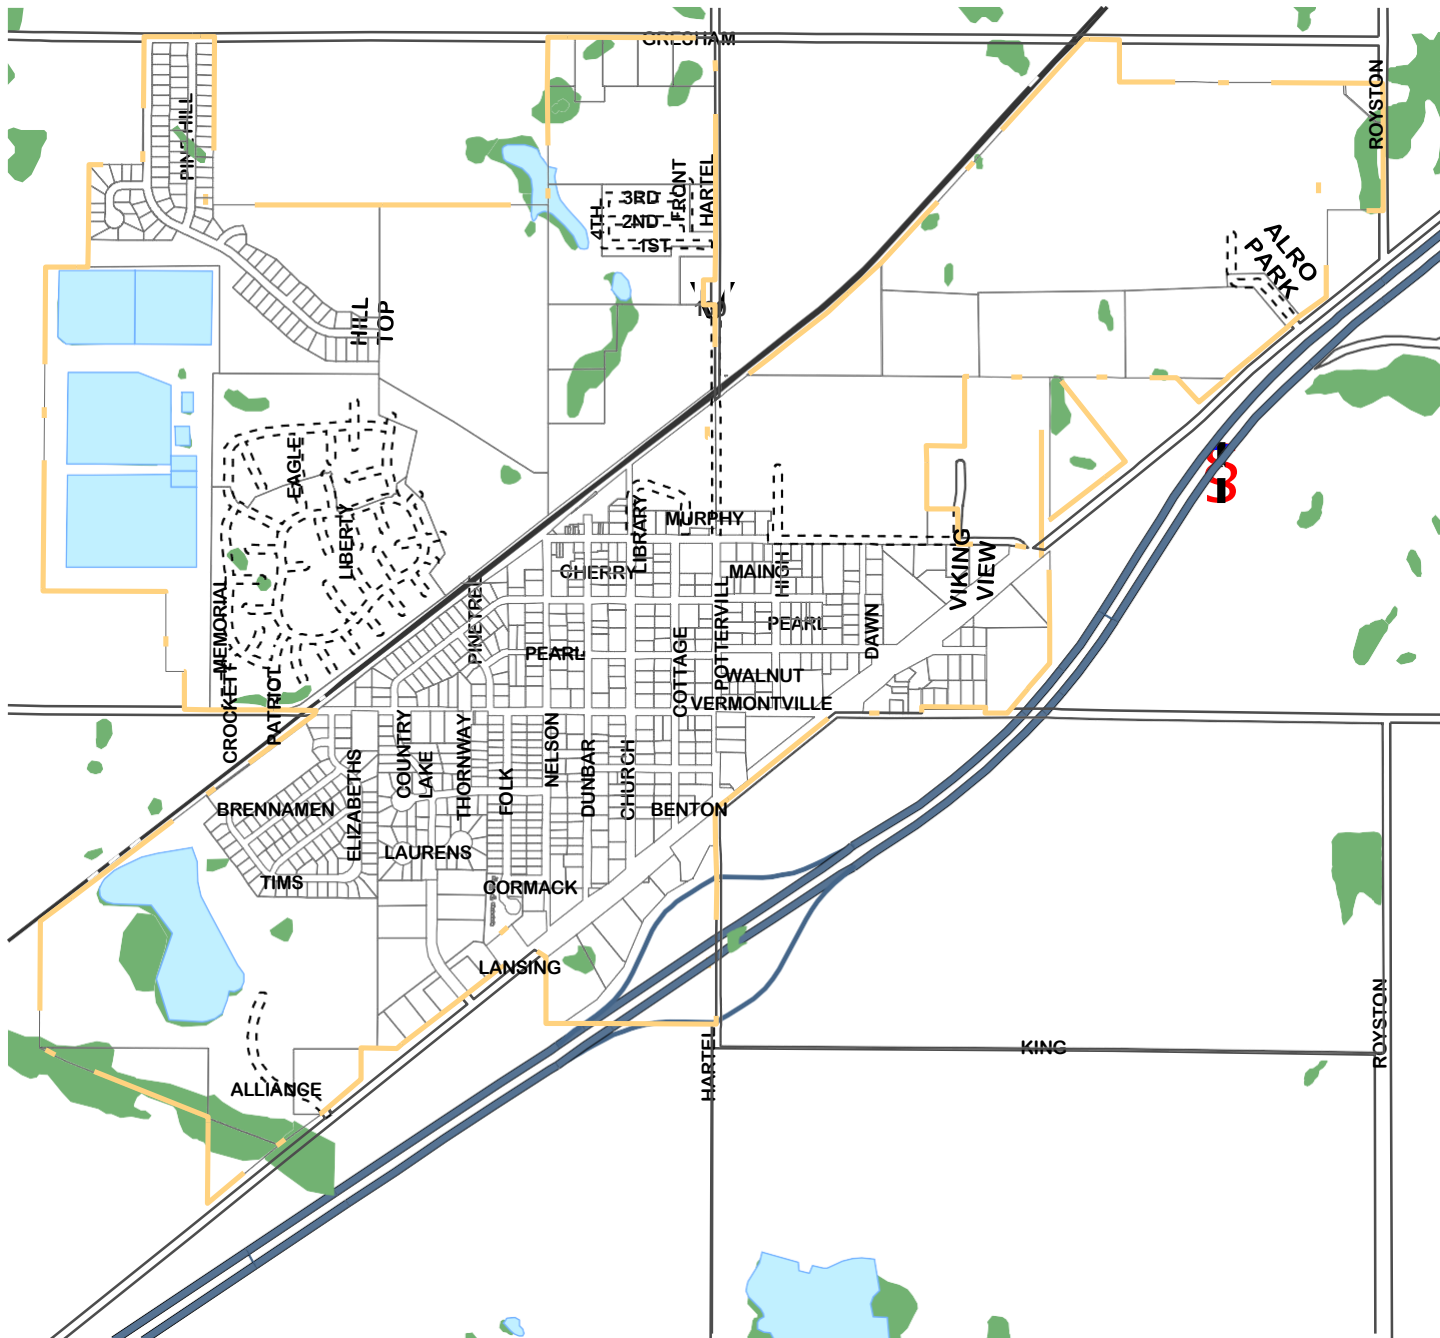 GRESHAM
ROYSTON
PINE HILL
3RD
FRONT
HARTEL
4TH
2ND
1ST
ALRO
PARK
HILL
TOP
EAGLE
LIBERTY
LIBRARY
MURPHY
CHERRY
MAIN
HIGH
VIKING
VIEW
MEMORIAL
PINETREE
POTTERVILL
PEARL
DAWN
PEARL
COTTAGE
WALNUT
VERMONTVILLE
CROCKETT
PATRIOT
COUNTRY
LAKE
THORNWAY
NELSON
DUNBAR
CHURCH
FOLK
ELIZABETHS
BRENNAMEN
BENTON
LAURENS
TIMS
CORMACK
LANSING
ROYSTON
KING
HARTEL
ALLIANCE